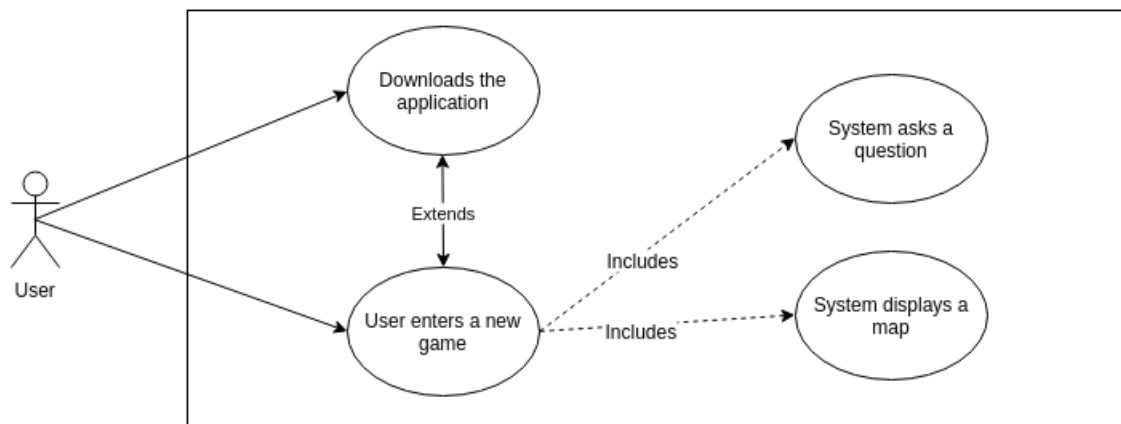 Downloads the
application
System asks a
question
Extends
User
Includes
User enters a new
game
Includes
System displays a
map